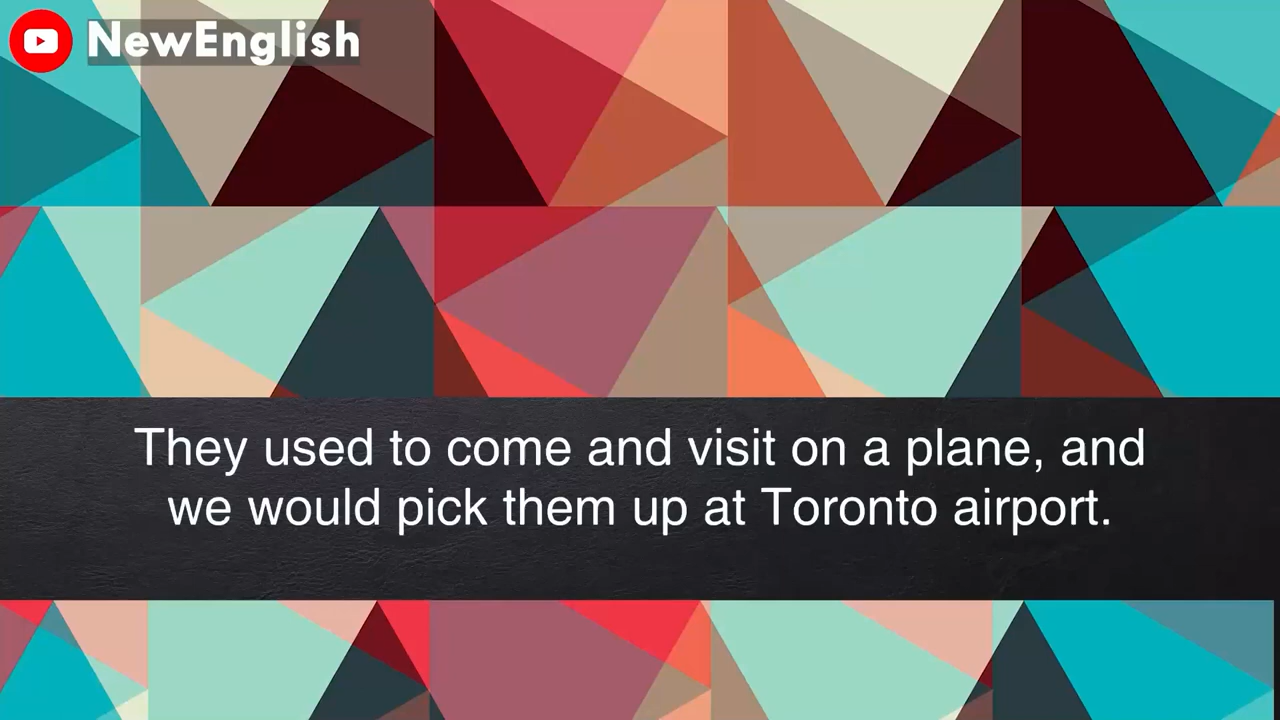 NewEnglish
They used to come and visit on a plane, and
we would pick them up at Toronto airport.